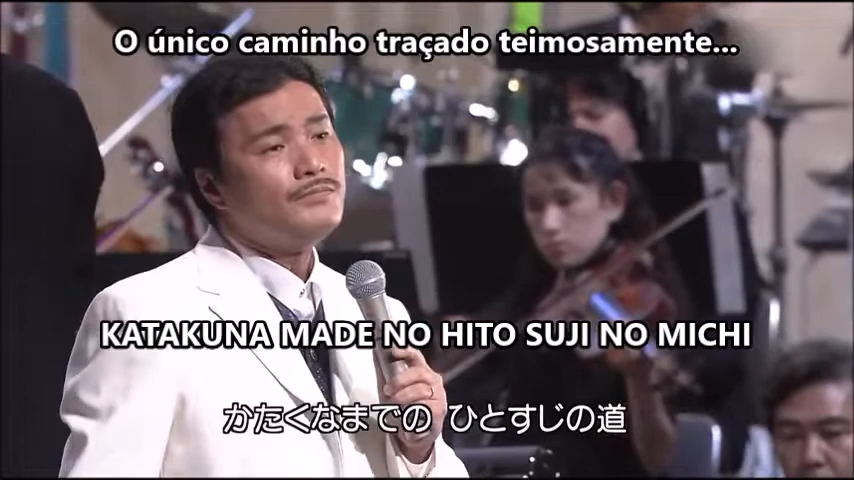 O único caminho traçado teimosamente...
KATAKUNA MADE NO HITO SUJI NO MICHI
かたくなまでの ひとすじの道